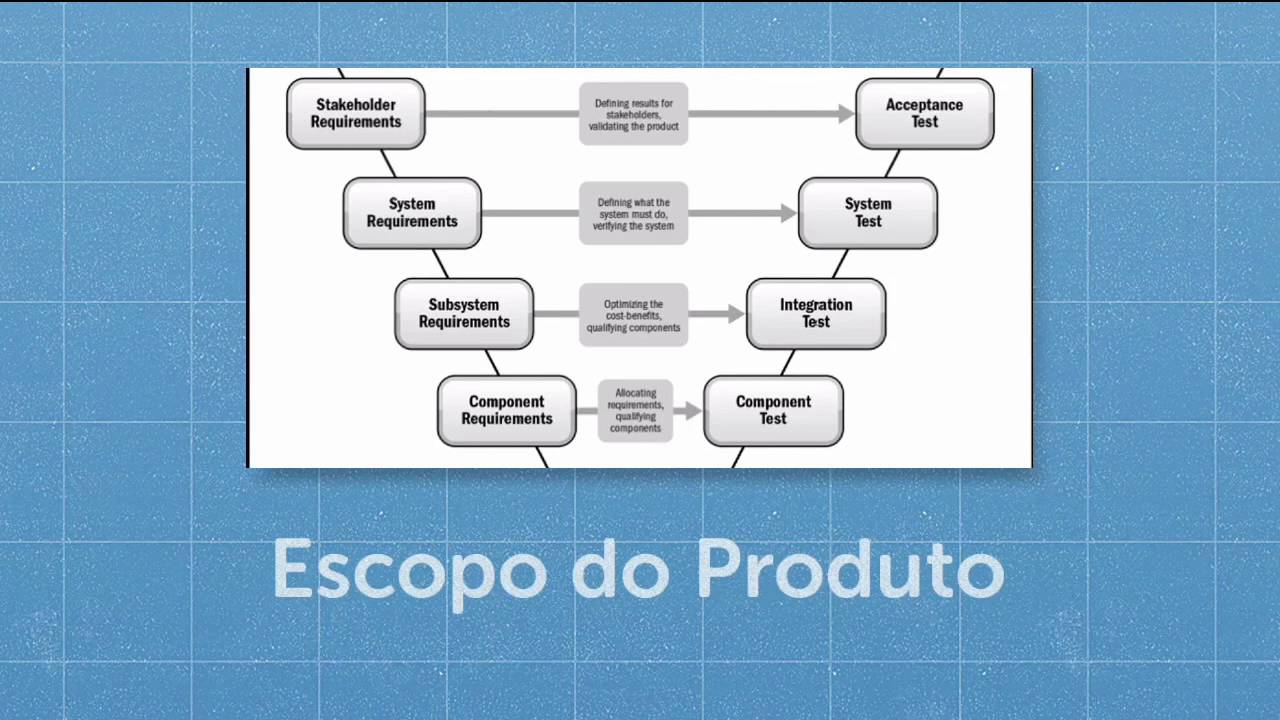 Stakeholder
Requirements
Defining results for
stakeholders,
validating the product
Acceptance
Test
System
Requirements
Defining what the
system must do,
verifying the system
System
Test
Subsystem
Requirements
Optimizing the
cost-benefits,
qualifying components
Integration
Test
Component
Requirements
Allocating
requirements,
qualifying
components
Component
Test
Escopo do Produto